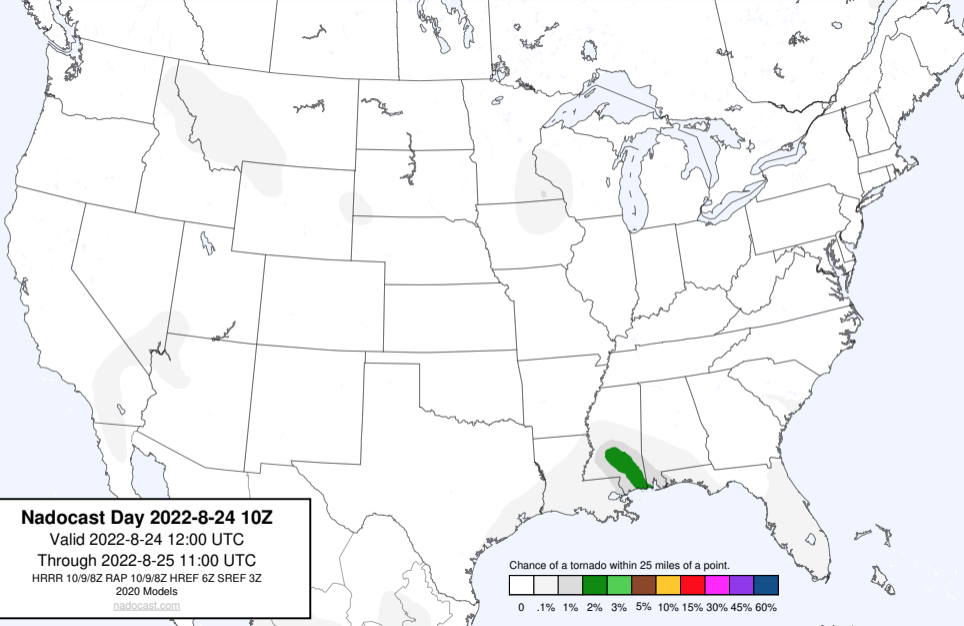 Nadocast Day 2022-8-24 10Z
Valid 2022-8-24 12:00 UTC
Through 2022-8-25 11:00 UTC
HRRR 10/9/8Z RAP 10/9/8Z HREF 6Z SREF 3Z
2020 Models
nadocast.com
Chance of a tornado within 25 miles of a point.
0 .1% 1% 2% 3% 5% 10% 15% 30% 45% 60%